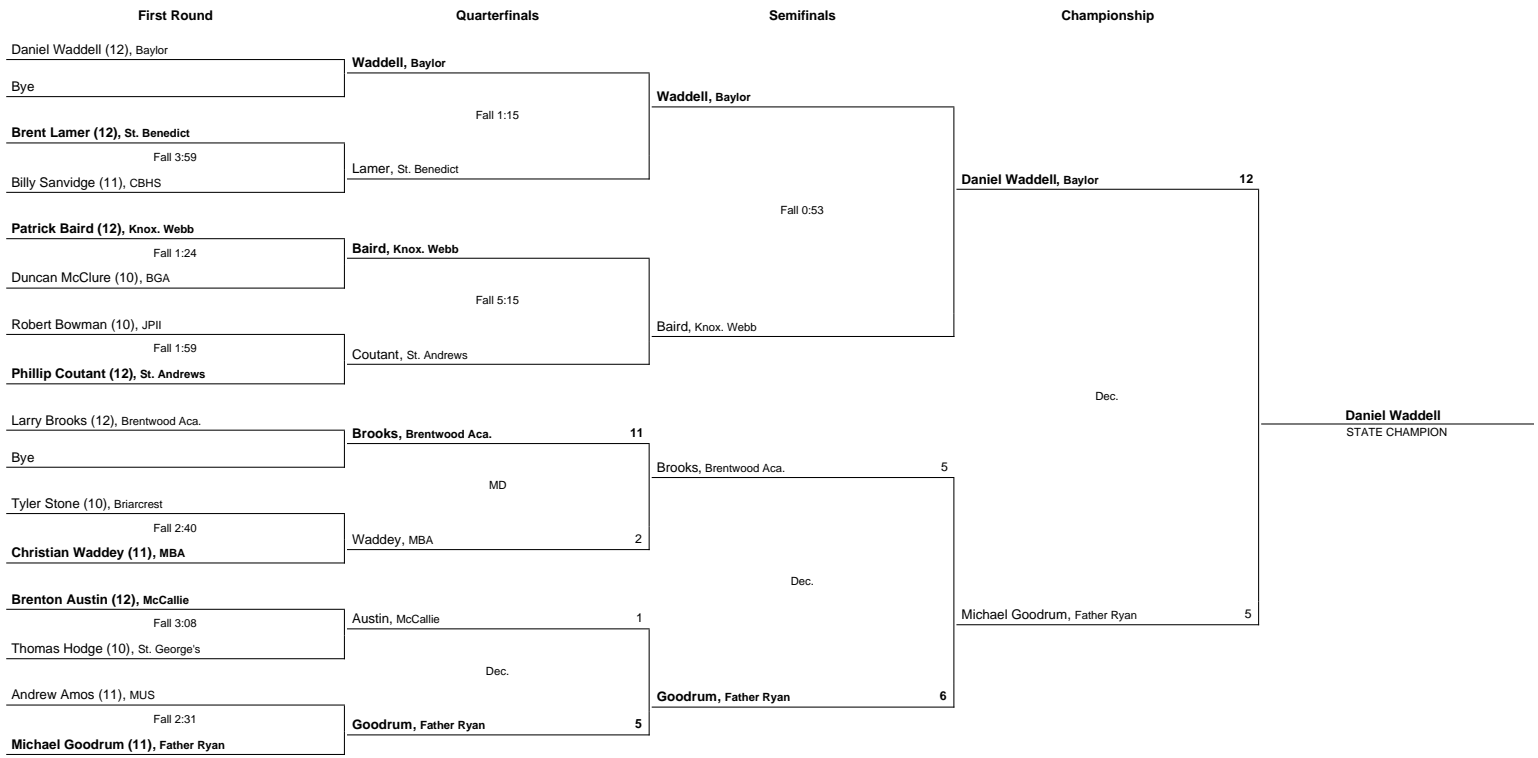 First Round
Quarterfinals
Semifinals
Championship
Daniel Waddell (12), Baylor
Bye
Brent Lamer (12), St. Benedict
Fall 3:59
Billy Sanvidge (11), CBHS
Patrick Baird (12), Knox. Webb
Fall 1:24
Duncan McClure (10), BGA
Robert Bowman (10), JPII
Fall 1:59
Phillip Coutant (12), St. Andrews
Larry Brooks (12), Brentwood Aca.
Bye
Tyler Stone (10), Briarcrest
Fall 2:40
Christian Waddey (11), MBA
Brenton Austin (12), McCallie
Fall 3:08
Thomas Hodge (10), St. George's
Andrew Amos (11), MUS
Fall 2:31
Michael Goodrum (11), Father Ryan
Waddell, Baylor
Fall 1:15
Lamer, St. Benedict
Baird, Knox. Webb
Fall 5:15
Coutant, St. Andrews
Brooks, Brentwood Aca. 11
MD
Waddey, MBA 2
Austin, McCallie 1
Dec.
Goodrum, Father Ryan 5
Waddell, Baylor
Fall 0:53
Baird, Knox. Webb
Brooks, Brentwood Aca. 5
Dec.
Goodrum, Father Ryan 6
Daniel Waddell, Baylor 12
Dec.
Michael Goodrum, Father Ryan 5
Daniel Waddell
STATE CHAMPION